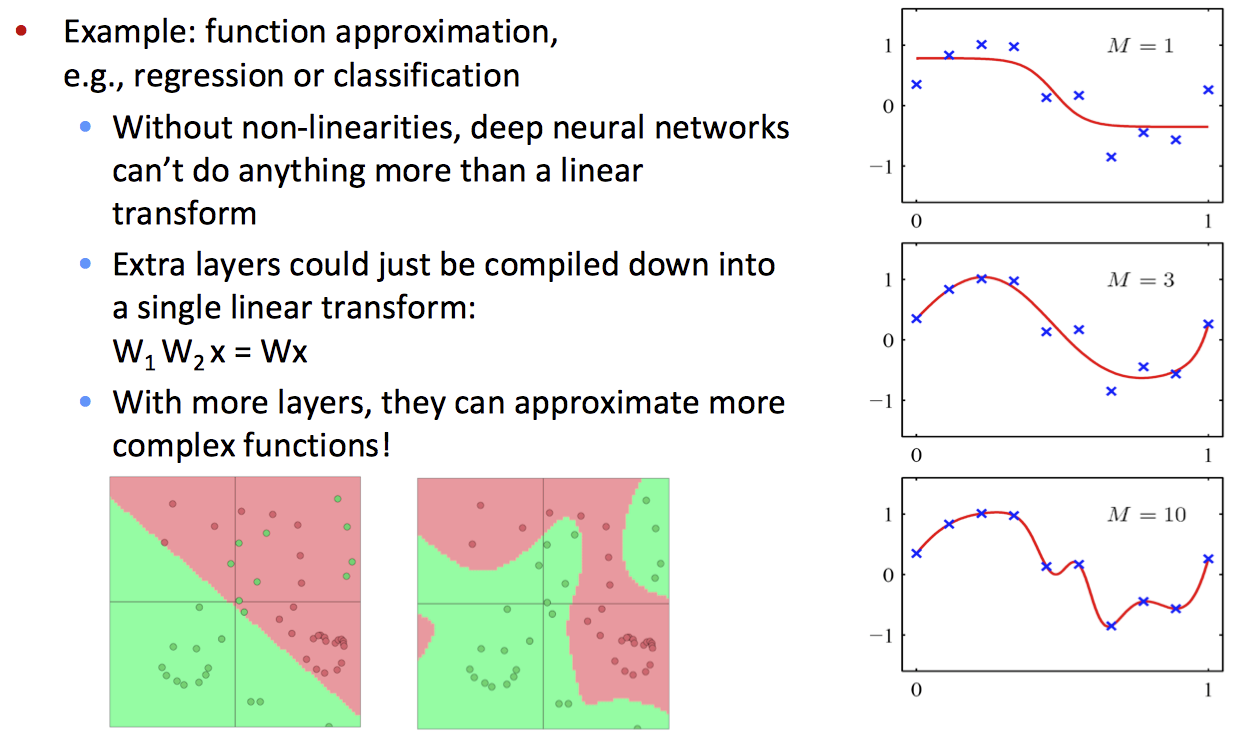 Example: function approximation,
e.g., regression or classification
Without non-linearities, deep neural networks
can’t do anything more than a linear
transform
Extra layers could just be compiled down into
a single linear transform:
W₁ W₂ x = Wx
With more layers, they can approximate more
complex functions!
M = 1
1
0
−1
0 1
M = 3
1
0
−1
0 1
M = 10
1
0
−1
0 1